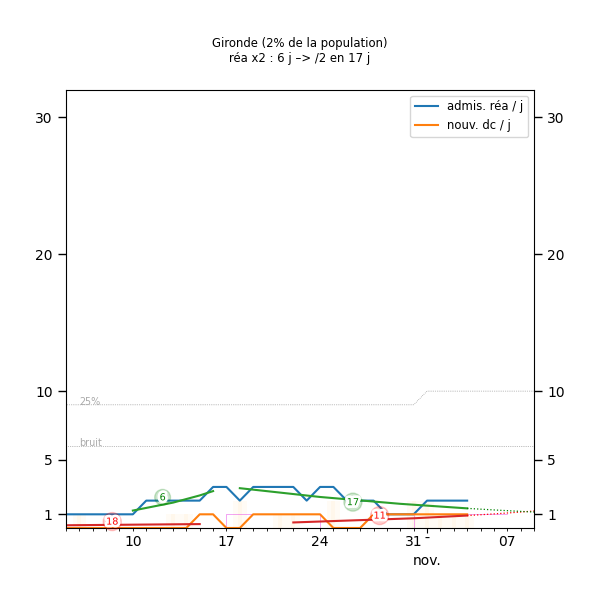 Gironde (2% de la population)
réa x2 : 6 j –> /2 en 17 j
admis. réa / j
nouv. dc / j
30 30
20 20
10 10
25%
bruit
5 5
6
17
18
11
1 1
10 17 24 31 07
nov.